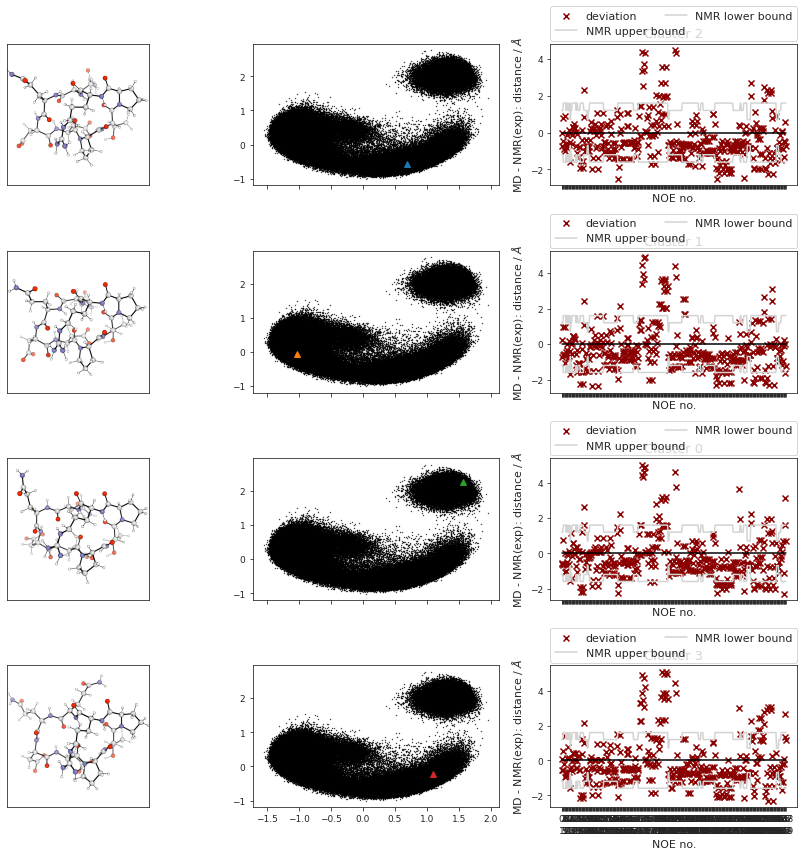 deviation
NMR lower bound
NMR upper bound
Cluster 2
MD - NMR(exp): distance / Å
2
1
0
−1
4
2
0
−2
NOE no.
deviation
NMR lower bound
NMR upper bound
Cluster 1
MD - NMR(exp): distance / Å
2
1
0
−1
4
2
0
−2
NOE no.
deviation
NMR lower bound
NMR upper bound
Cluster 0
MD - NMR(exp): distance / Å
2
1
0
−1
4
2
0
−2
NOE no.
deviation
NMR lower bound
NMR upper bound
Cluster 3
MD - NMR(exp): distance / Å
2
1
0
−1
4
2
0
−2
−1.5 −1.0 −0.5 0.0 0.5 1.0 1.5 2.0
NOE no.